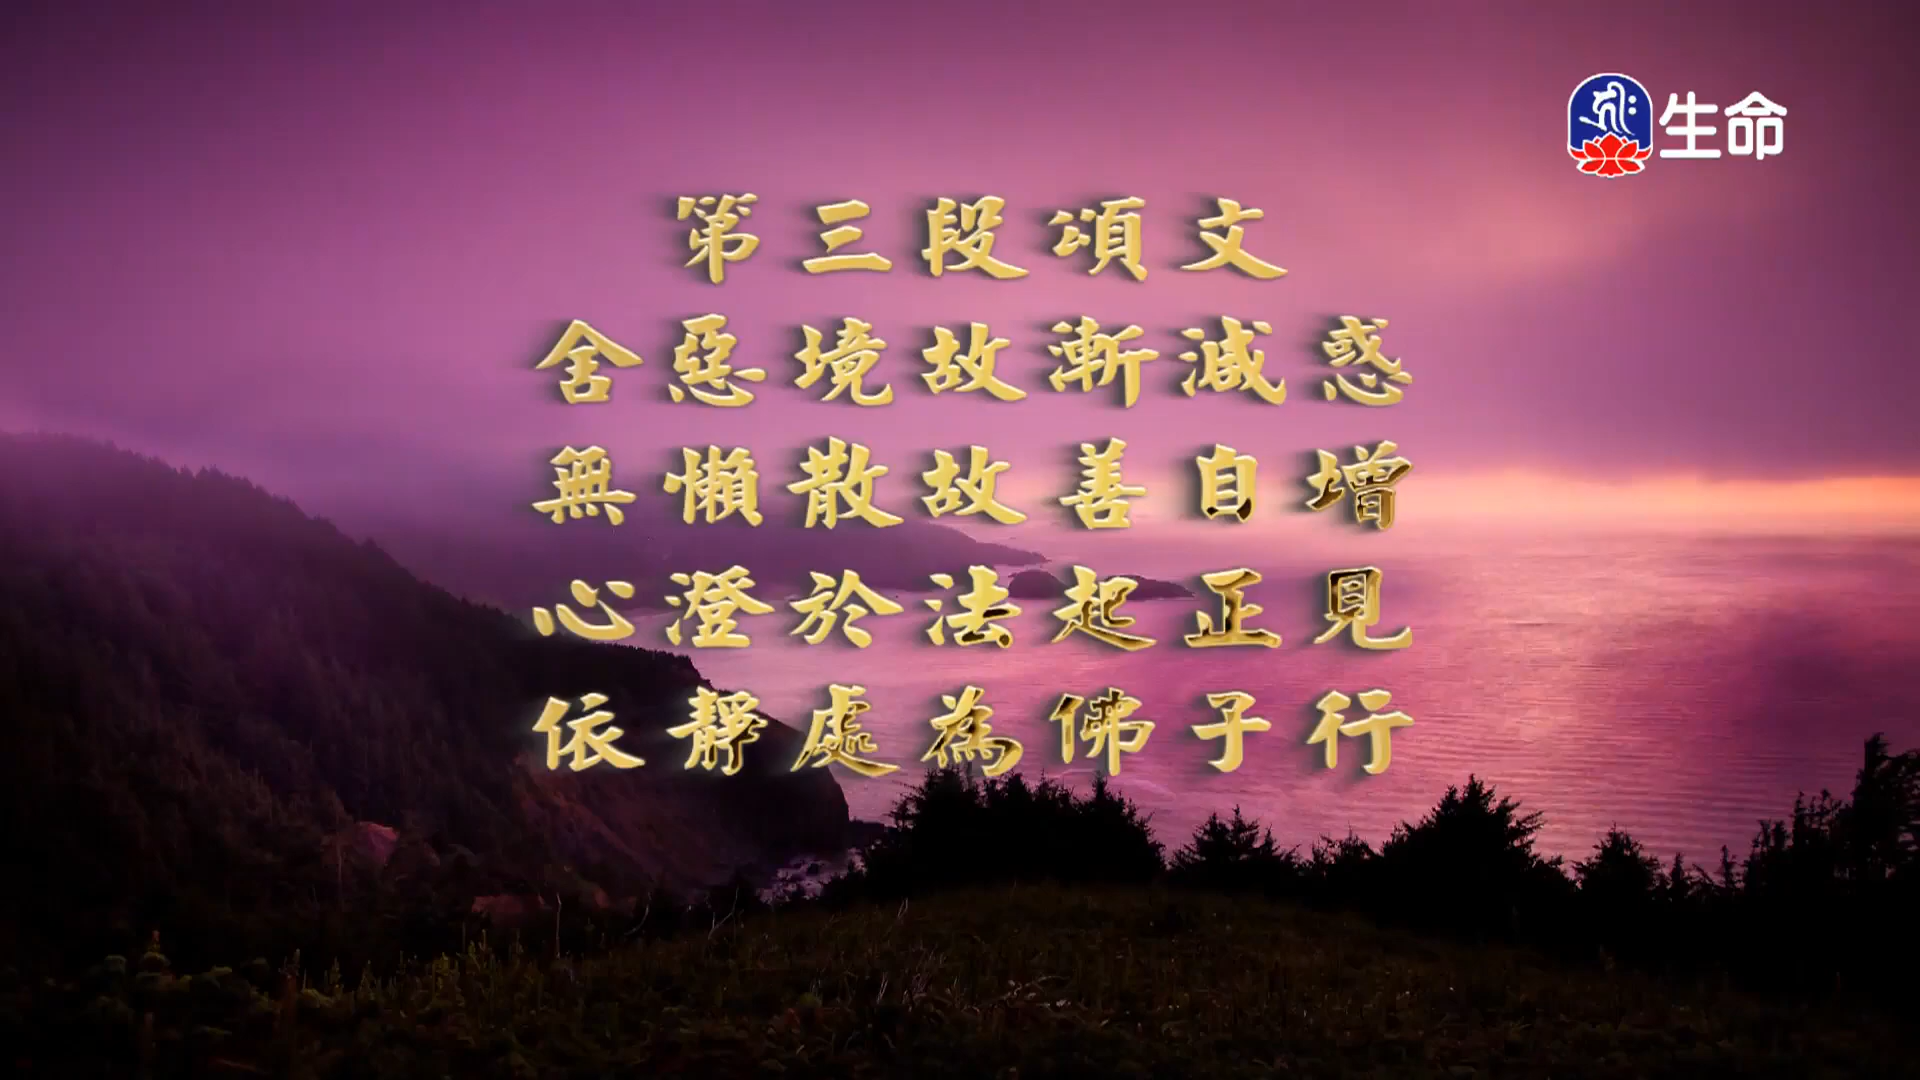 生命
第三段頌文
舍惡境故漸減惑
無懶散故善自增
心澄於法起正見
依靜處為佛子行